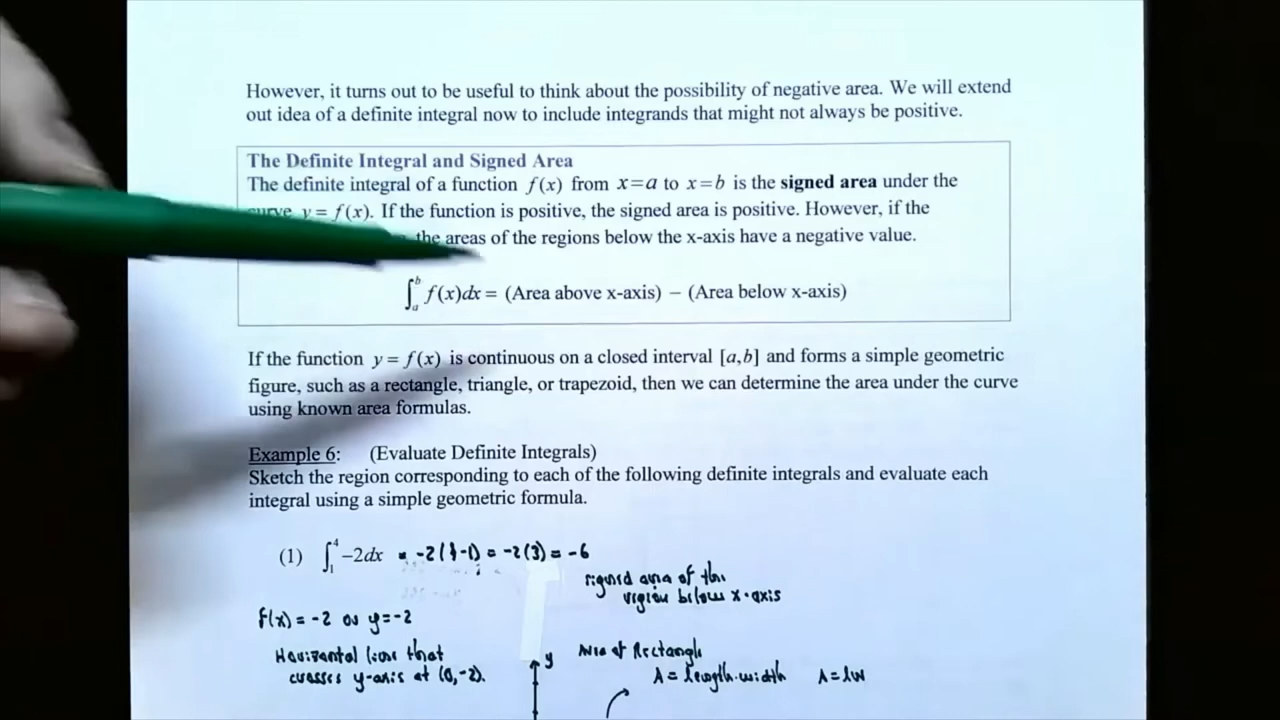 However, it turns out to be useful to think about the possibility of negative area. We will extend
out idea of a definite integral now to include integrands that might not always be positive.
The Definite Integral and Signed Area
The definite integral of a function f(x) from x=a to x=b is the signed area under the
curve y = f(x). If the function is positive, the signed area is positive. However, if the
the areas of the regions below the x-axis have a negative value.
∫_a^b f(x)dx = (Area above x-axis) − (Area below x-axis)
If the function y = f(x) is continuous on a closed interval [a,b] and forms a simple geometric
figure, such as a rectangle, triangle, or trapezoid, then we can determine the area under the curve
using known area formulas.
Example 6: (Evaluate Definite Integrals)
Sketch the region corresponding to each of the following definite integrals and evaluate each
integral using a simple geometric formula.
(1) ∫_1^4 −2dx = -2(4-1) = -2(3) = -6
signed area of the
region below x-axis
f(x) = -2 or y=-2
Horizontal line that
crosses y-axis at (0,-2).
y
Area of Rectangle
A = length·width A = lw